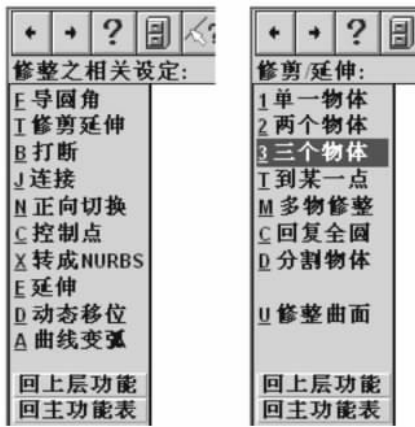 ?
修整之相关设定:
F 导圆角
T 修剪延伸
B 打断
J 连接
N 正向切换
C 控制点
X 转成NURBS
E 延伸
D 动态移位
A 曲线变弧
回上层功能
回主功能表
?
修剪/延伸:
1 单一物体
2 两个物体
3 三个物体
T 到某一点
M 多物修整
C 回复全圆
D 分割物体
U 修整曲面
回上层功能
回主功能表